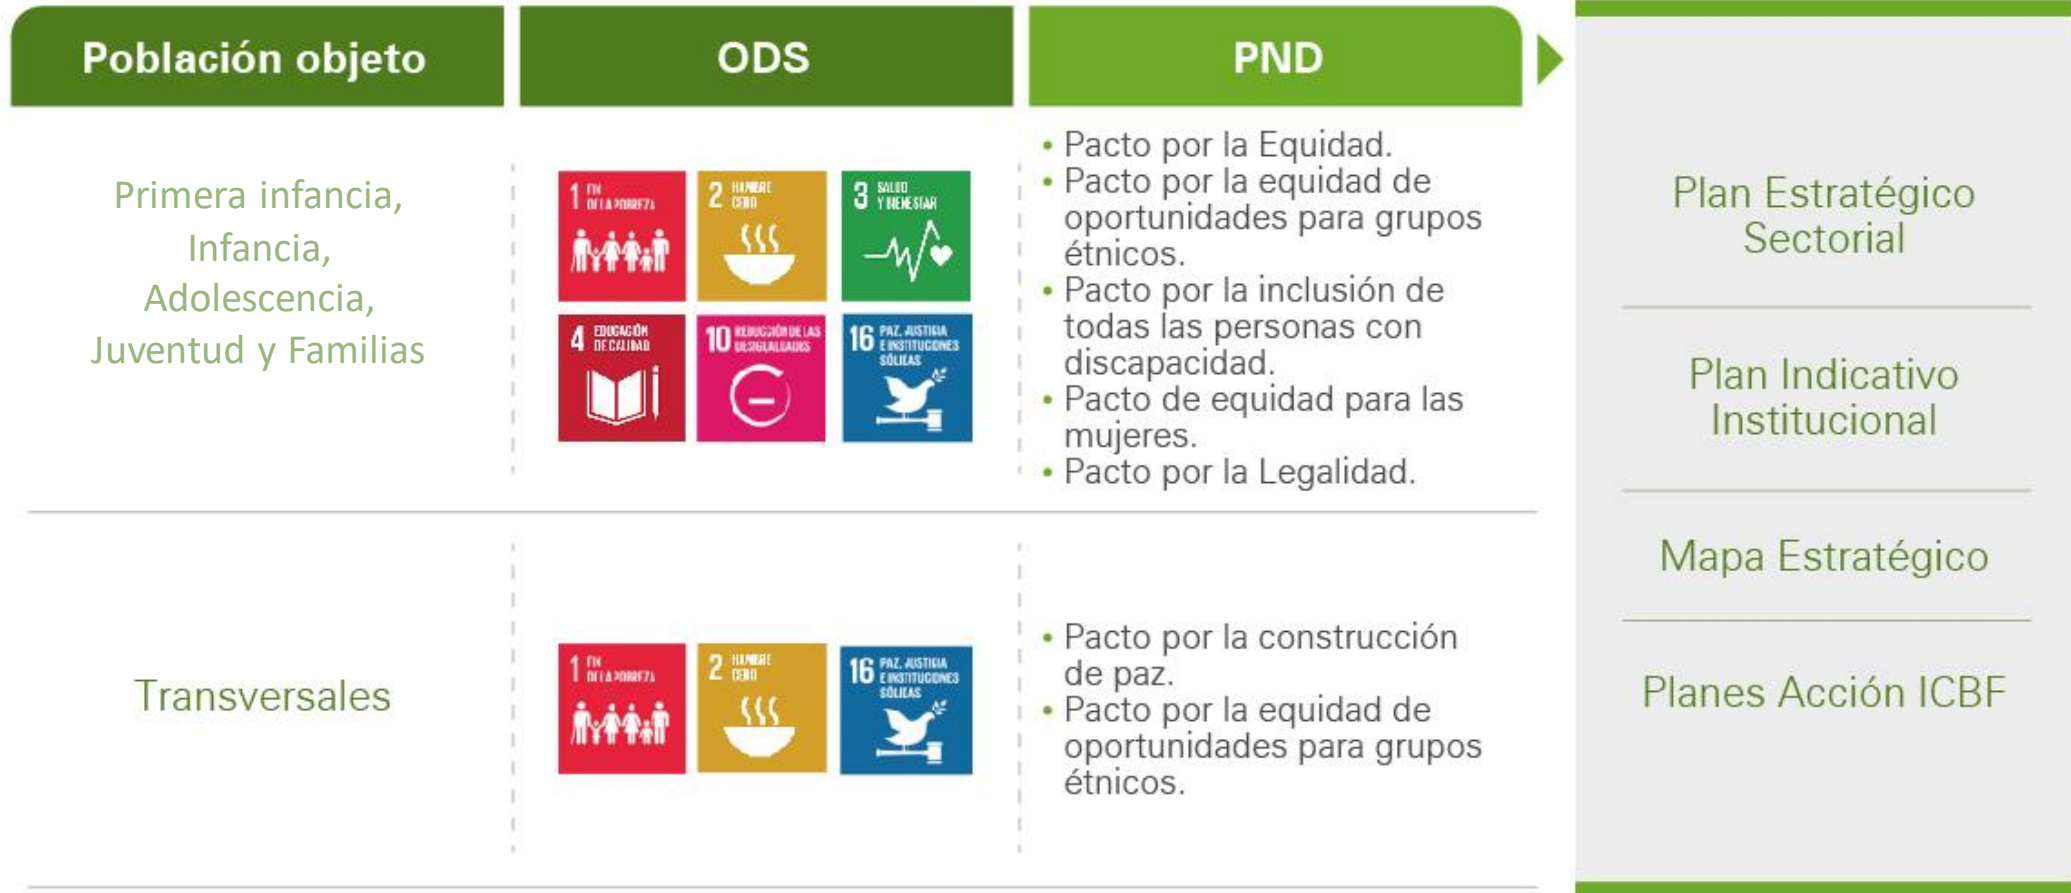 Población objeto
ODS
PND
Primera infancia,
Infancia,
Adolescencia,
Juventud y Familias
1 FIN
DE LA POBREZA
2 HAMBRE
CERO
3 SALUD
Y BIENESTAR
4 EDUCACIÓN
DE CALIDAD
10 REDUCCIÓN DE LAS
DESIGUALDADES
16 PAZ, JUSTICIA
E INSTITUCIONES
SÓLIDAS
• Pacto por la Equidad.
• Pacto por la equidad de
oportunidades para grupos
étnicos.
• Pacto por la inclusión de
todas las personas con
discapacidad.
• Pacto de equidad para las
mujeres.
• Pacto por la Legalidad.
Transversales
1 FIN
DE LA POBREZA
2 HAMBRE
CERO
16 PAZ, JUSTICIA
E INSTITUCIONES
SÓLIDAS
• Pacto por la construcción
de paz.
• Pacto por la equidad de
oportunidades para grupos
étnicos.
Plan Estratégico
Sectorial
Plan Indicativo
Institucional
Mapa Estratégico
Planes Acción ICBF